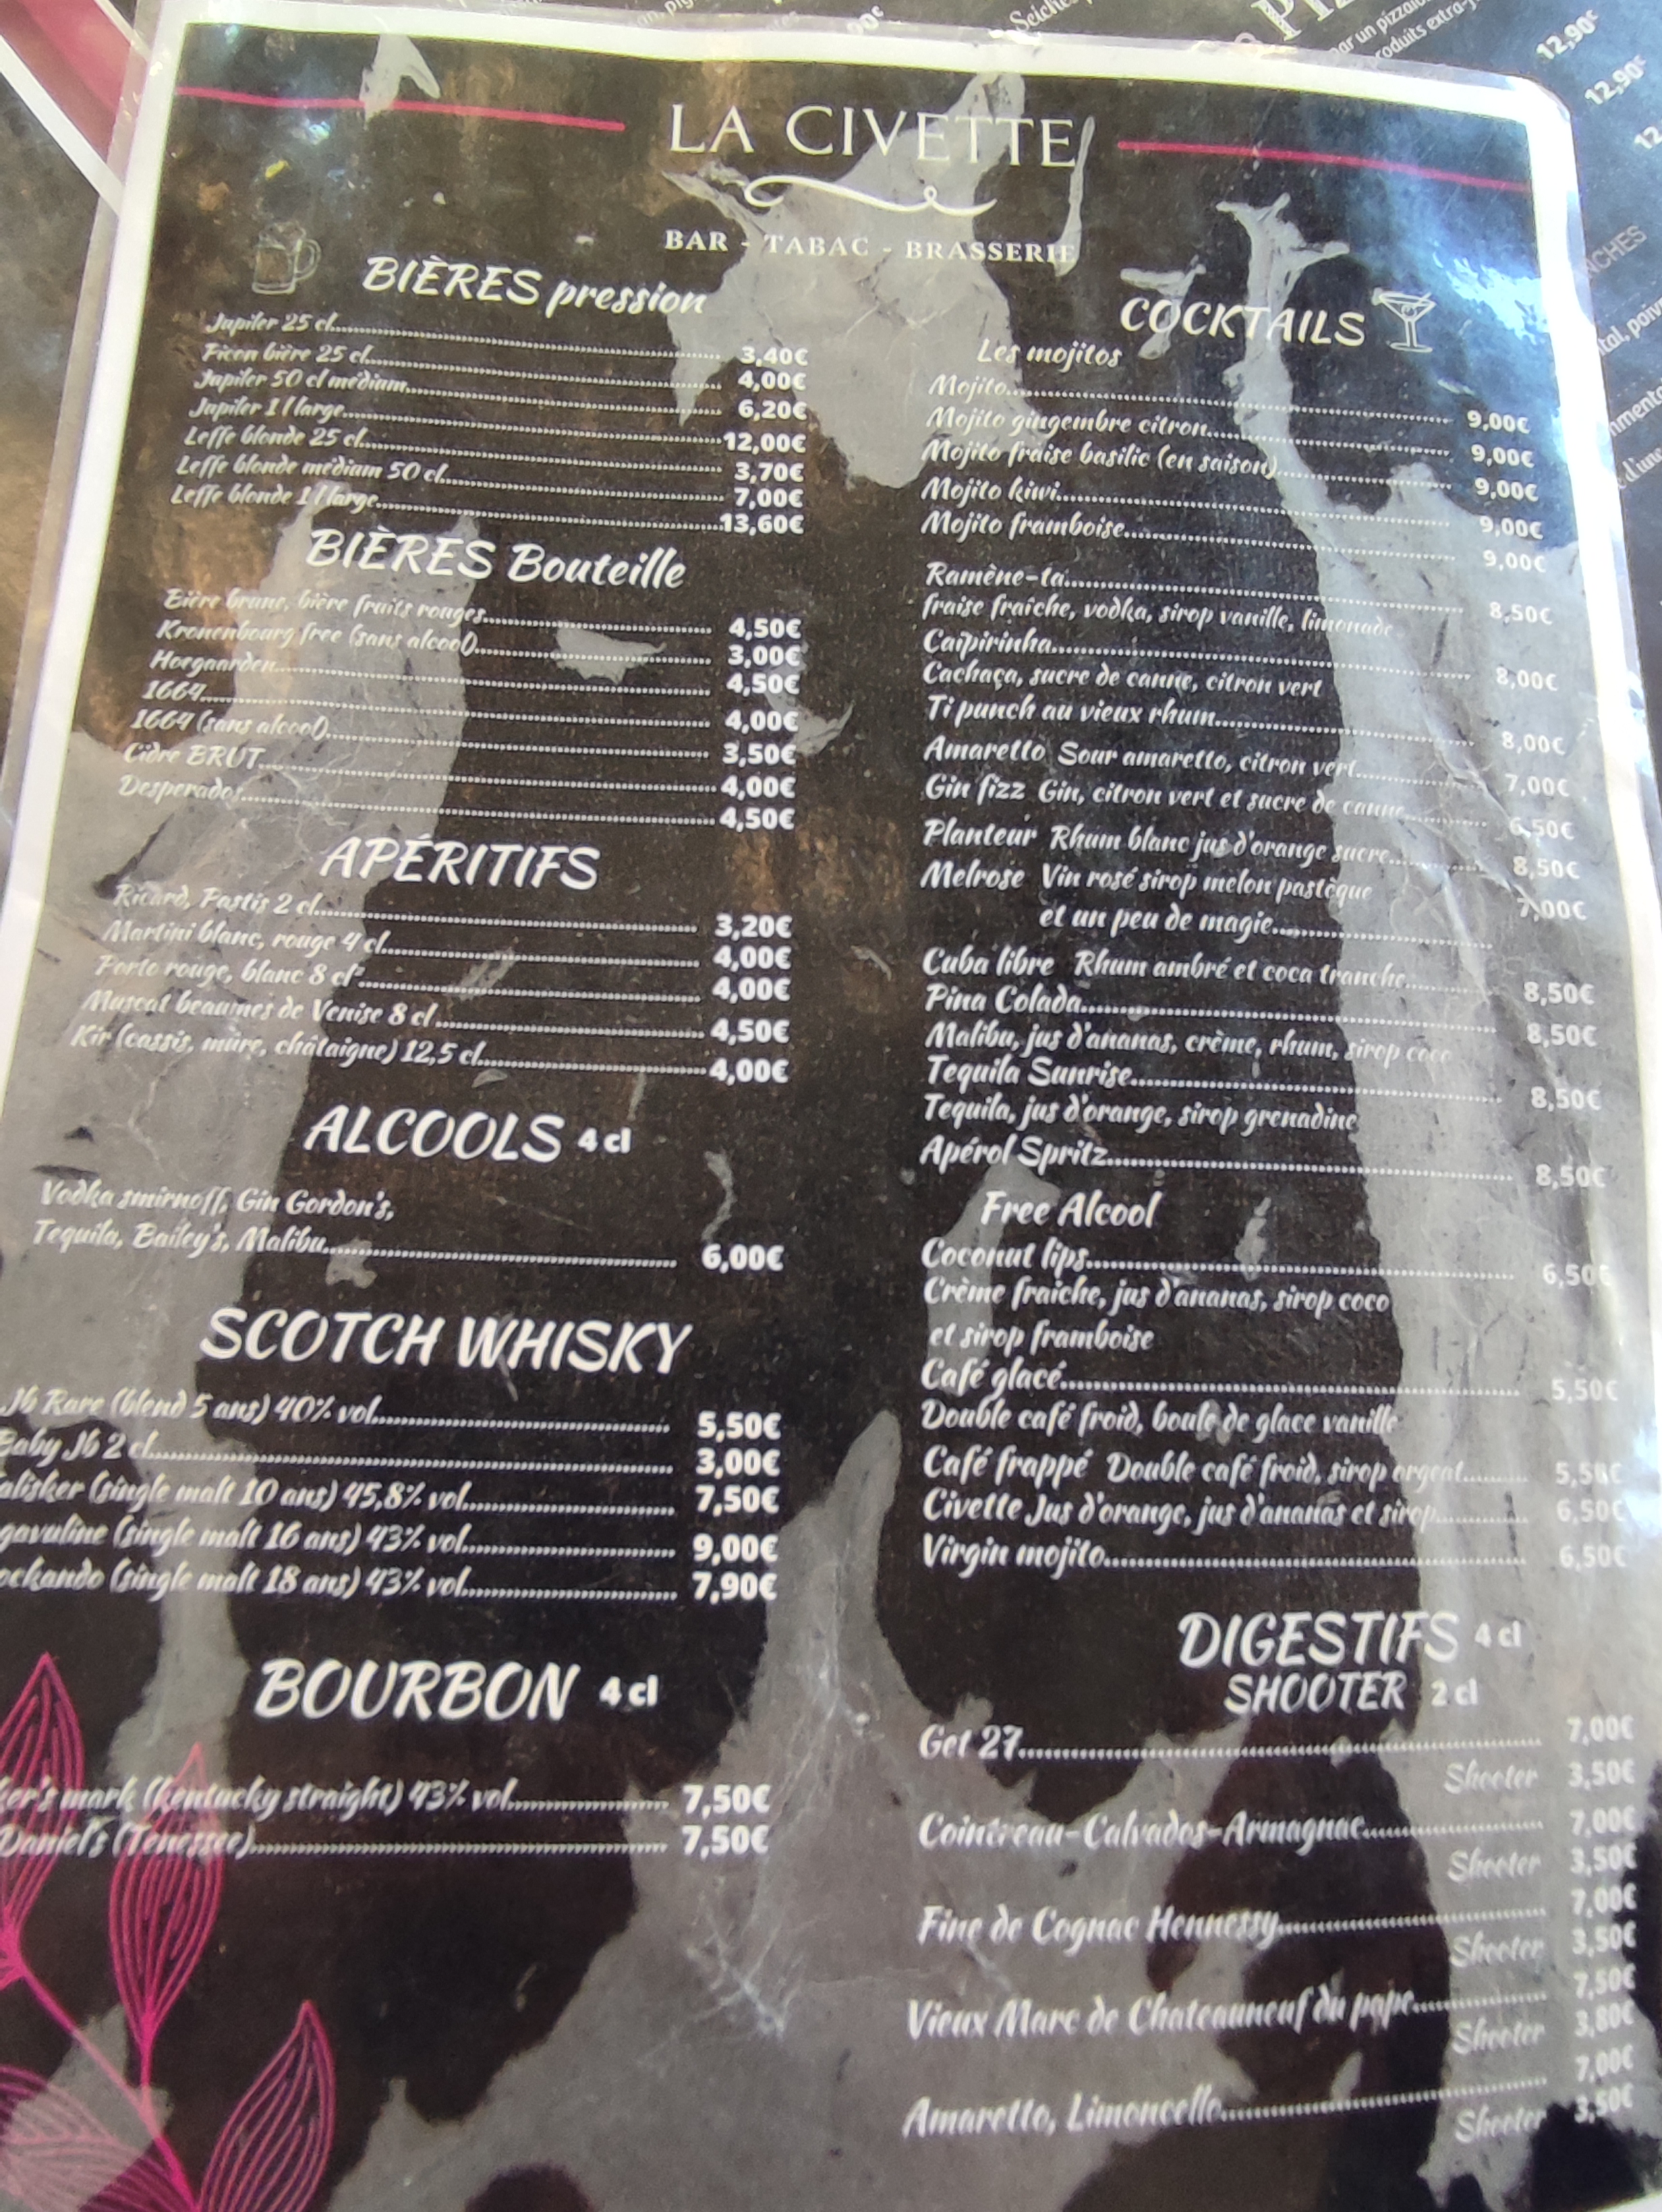 LA CIVETTE
BAR - TABAC - BRASSERIE
BIÈRES pression
Jupiler 25 cl 3,40€
Picon bière 25 cl 4,00€
Jupiler 50 cl médium 6,20€
Jupiler 1 l large 12,00€
Leffe blonde 25 cl 3,70€
Leffe blonde médium 50 cl 7,00€
Leffe blonde 1 l large 13,60€
BIÈRES Bouteille
Bière brune, bière fruits rouges 4,50€
Kronenbourg free (sans alcool) 3,00€
Hoegaarden 4,50€
1664 4,00€
1664 (sans alcool) 3,50€
Cidre BRUT 4,00€
Desperados 4,50€
APÉRITIFS
Ricard, Pastis 2 cl 3,20€
Martini blanc, rouge 4 cl 4,00€
Porto rouge, blanc 8 cl 4,00€
Muscat beaumes de Venise 8 cl 4,50€
Kir (cassis, mûre, châtaigne) 12,5 cl 4,00€
ALCOOLS 4 cl
Vodka smirnoff, Gin Gordon's,
Tequila, Bailey's, Malibu 6,00€
SCOTCH WHISKY
Jb Rare (blend 5 ans) 40% vol 5,50€
Baby Jb 2 cl 3,00€
alisker (single malt 10 ans) 45,8% vol 7,50€
gavuline (single malt 16 ans) 43% vol 9,00€
ockando (single malt 18 ans) 43% vol 7,90€
BOURBON 4 cl
ker's mark (kentucky straight) 43% vol 7,50€
Daniel's (Tenessee) 7,50€
COCKTAILS
Les mojitos
Mojito 9,00€
Mojito gingembre citron 9,00€
Mojito fraise basilic (en saison) 9,00€
Mojito kiwi 9,00€
Mojito framboise 9,00€
Ramène-ta 8,50€
fraise fraîche, vodka, sirop vanille, limonade
Caïpirinha 8,00€
Cachaça, sucre de canne, citron vert
Ti punch au vieux rhum 8,00€
Amaretto Sour amaretto, citron vert 7,00€
Gin fizz Gin, citron vert et sucre de canne 6,50€
Planteur Rhum blanc jus d'orange sucre 8,50€
Melrose Vin rosé sirop melon pastèque 7,00€
et un peu de magie
Cuba libre Rhum ambré et coca tranche 8,50€
Pina Colada 8,50€
Malibu, jus d'ananas, crème, rhum, sirop coco
Tequila Sunrise 8,50€
Tequila, jus d'orange, sirop grenadine
Apérol Spritz 8,50€
Free Alcool
Coconut lips 6,50€
Crème fraiche, jus d'ananas, sirop coco
et sirop framboise
Café glacé 5,50€
Double café froid, boule de glace vanille
Café frappé Double café froid, sirop orgeat 5,50€
Civette Jus d'orange, jus d'ananas et sirop 6,50€
Virgin mojito 6,50€
DIGESTIFS 4 cl
SHOOTER 2 cl
Get 27 7,00€
Shooter 3,50€
Cointreau-Calvados-Armagnac 7,00€
Shooter 3,50€
Fine de Cognac Hennessy 7,00€
Shooter 3,50€
Vieux Marc de Chateauneuf du pape 7,50€
Shooter 3,80€
Amaretto, Limoncello 7,00€
Shooter 3,50€
12,90€
12,90€